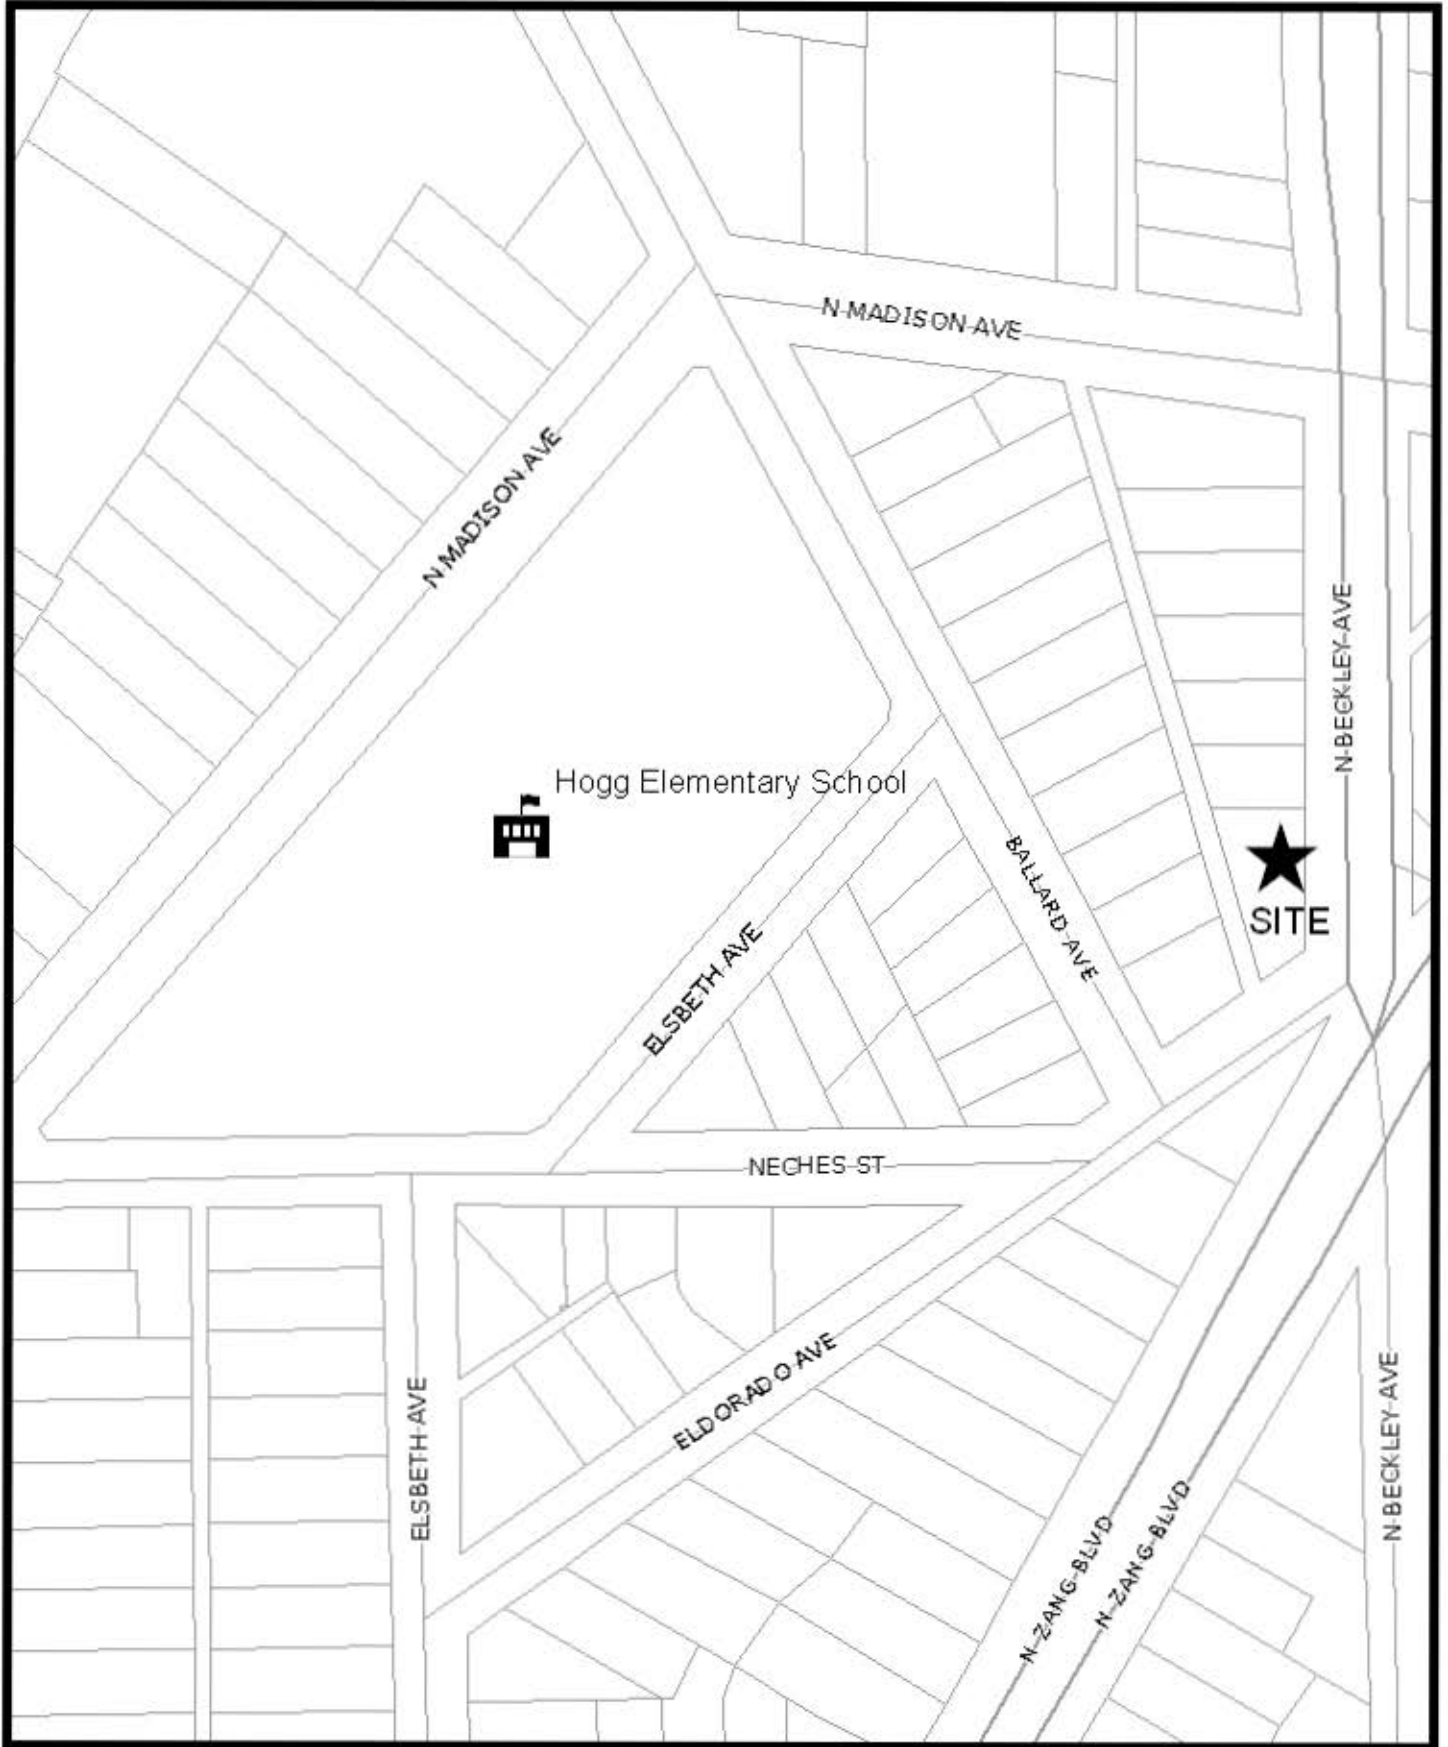 N MADISON AVE
N MADISON AVE
N BECKLEY AVE
Hogg Elementary School
BALLARD AVE
SITE
ELSBETH AVE
NECHES ST
ELDORADO AVE
ELSBETH AVE
N BECKLEY AVE
N ZANG BLVD
N ZANG BLVD